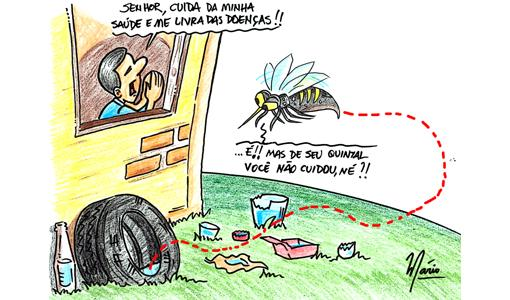 SENHOR, CUIDA DA MINHA
SAÚDE E ME LIVRA DAS DOENÇAS!!
...É!! MAS DE SEU QUINTAL
VOCÊ NÃO CUIDOU, NÉ?!
Mário